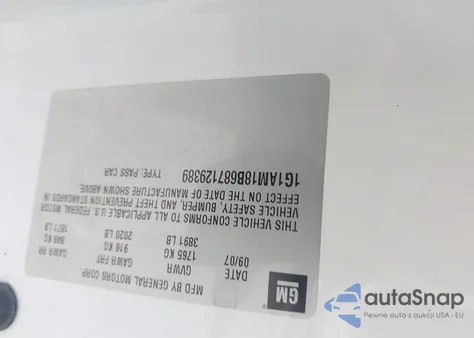 MFD BY GENERAL MOTORS CORP
DATE GVWR GAWR FRT GAWR RR
09/07 1765 KG 916 KG 849 KG
3891 LB 2020 LB 1871 LB
THIS VEHICLE CONFORMS TO ALL APPLICABLE U.S. FEDERAL MOTOR
VEHICLE SAFETY, BUMPER, AND THEFT PREVENTION STANDARDS IN
EFFECT ON THE DATE OF MANUFACTURE SHOWN ABOVE.
1G1AM18B687129389 TYPE: PASS CAR
GM
autoSnap
Pewne auta z aukcji USA - EU